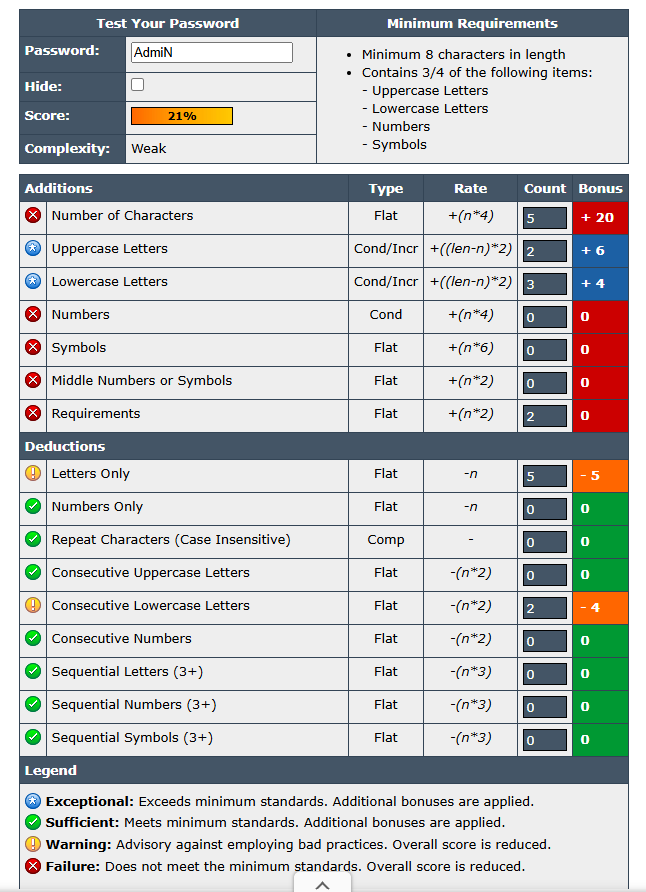 Test Your Password Minimum Requirements
Password: AdmiN
• Minimum 8 characters in length
• Contains 3/4 of the following items:
- Uppercase Letters
- Lowercase Letters
- Numbers
- Symbols
Hide:
Score: 21%
Complexity: Weak
Additions Type Rate Count Bonus
Number of Characters Flat +(n*4) 5 + 20
Uppercase Letters Cond/Incr +((len-n)*2) 2 + 6
Lowercase Letters Cond/Incr +((len-n)*2) 3 + 4
Numbers Cond +(n*4) 0 0
Symbols Flat +(n*6) 0 0
Middle Numbers or Symbols Flat +(n*2) 0 0
Requirements Flat +(n*2) 2 0
Deductions
Letters Only Flat -n 5 - 5
Numbers Only Flat -n 0 0
Repeat Characters (Case Insensitive) Comp - 0 0
Consecutive Uppercase Letters Flat -(n*2) 0 0
Consecutive Lowercase Letters Flat -(n*2) 2 - 4
Consecutive Numbers Flat -(n*2) 0 0
Sequential Letters (3+) Flat -(n*3) 0 0
Sequential Numbers (3+) Flat -(n*3) 0 0
Sequential Symbols (3+) Flat -(n*3) 0 0
Legend
Exceptional: Exceeds minimum standards. Additional bonuses are applied.
Sufficient: Meets minimum standards. Additional bonuses are applied.
Warning: Advisory against employing bad practices. Overall score is reduced.
Failure: Does not meet the minimum standards. Overall score is reduced.